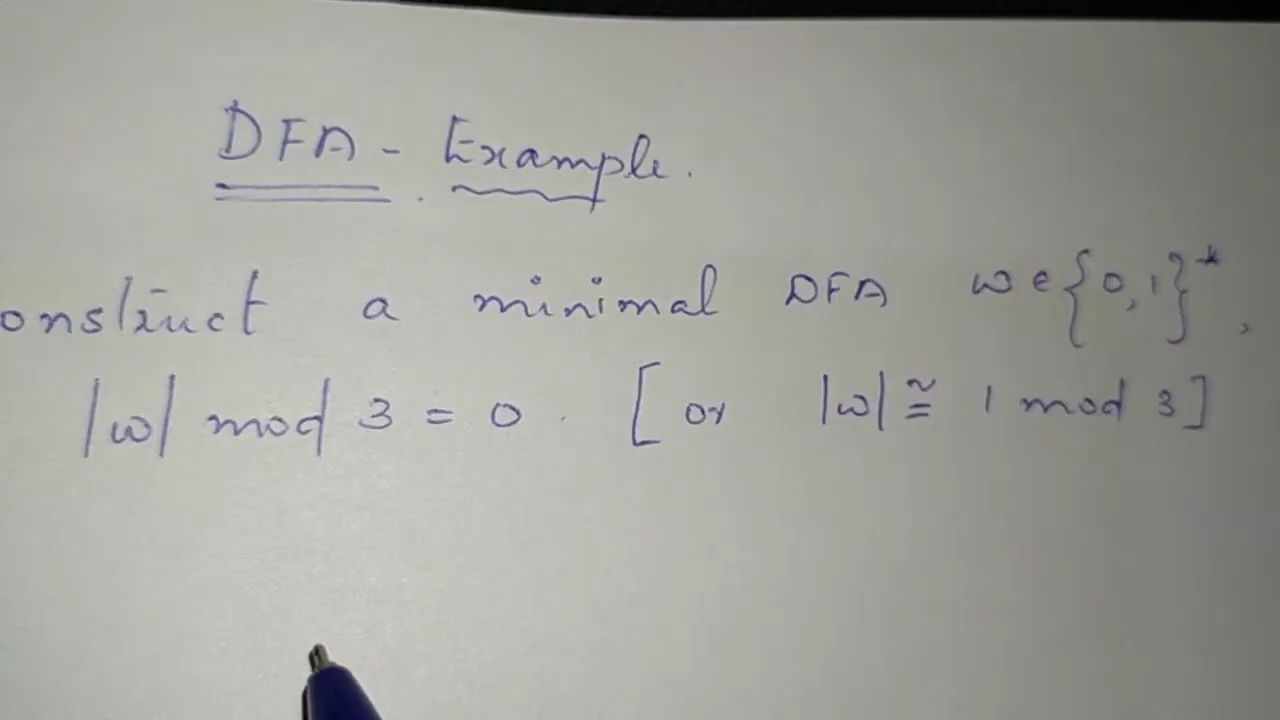 DFA - Example.
onstruct a minimal DFA w ∈ {0,1}*,
|w| mod 3 = 0. [or |w| ≅ 1 mod 3]